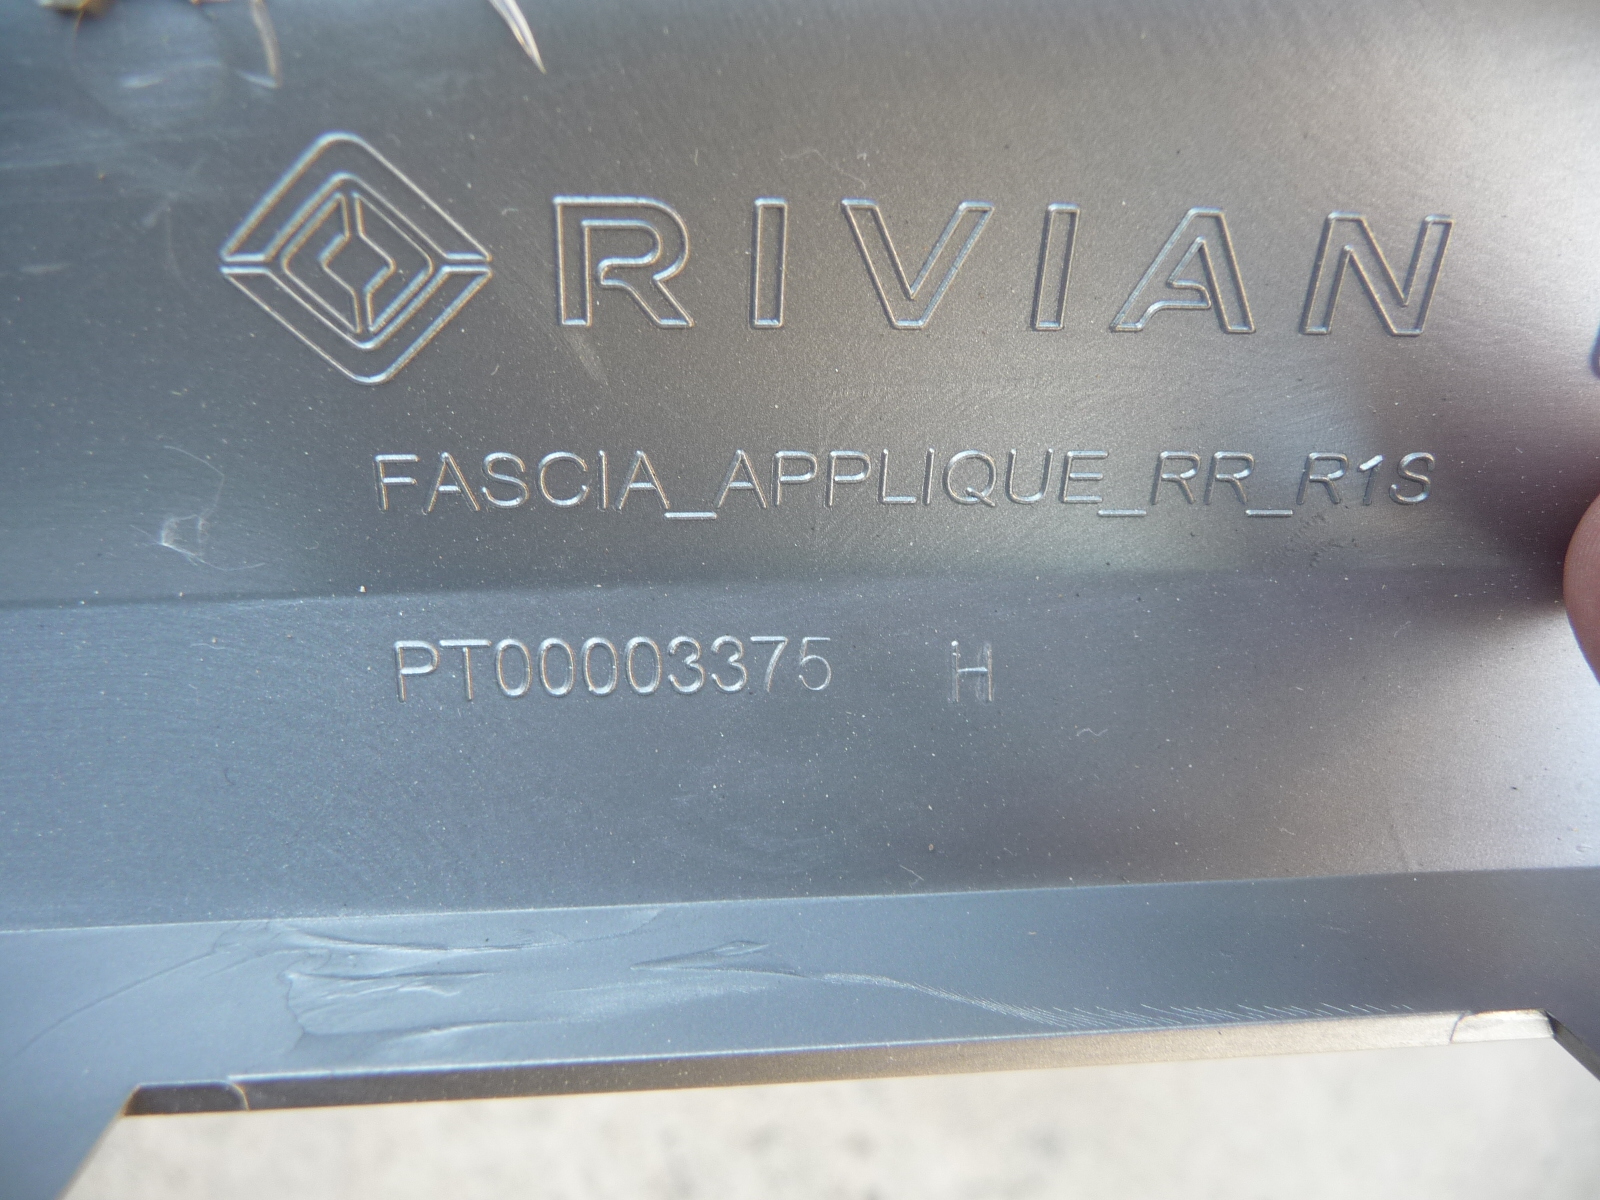 RIVIAN
FASCIA_APPLIQUE_RR_R1S
PT00003375 H